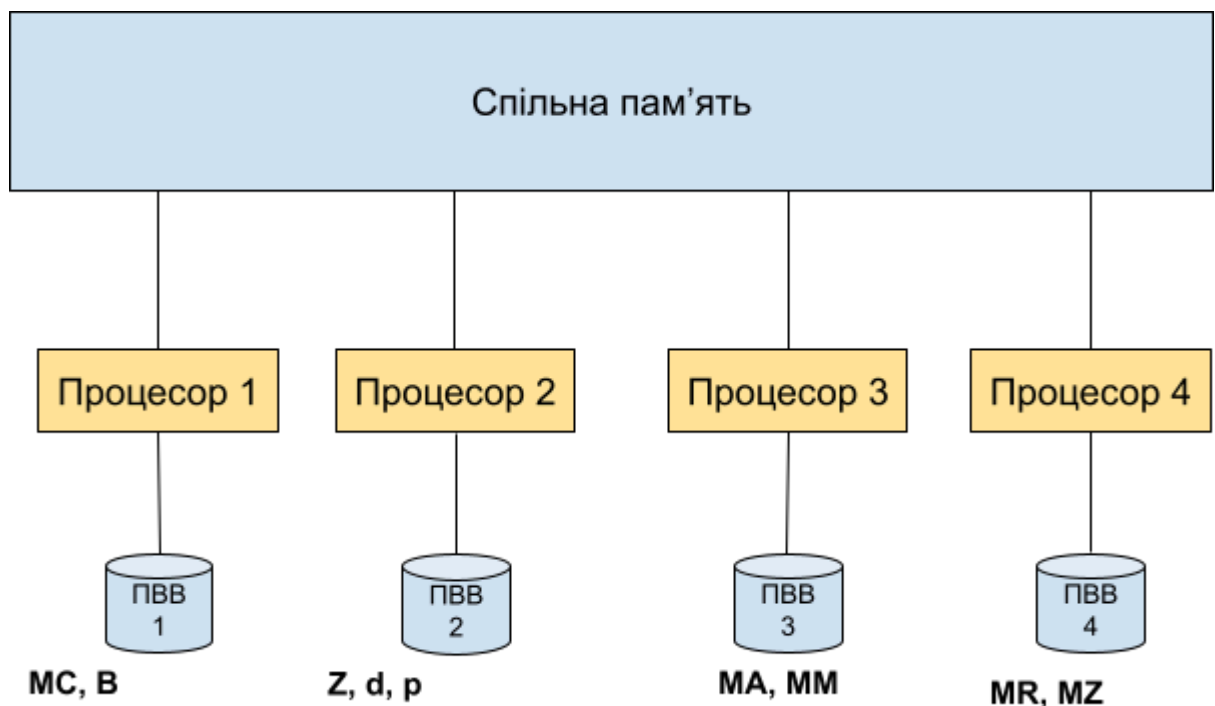 Спільна пам’ять
Процесор 1
Процесор 2
Процесор 3
Процесор 4
ПВВ
1
ПВВ
2
ПВВ
3
ПВВ
4
MC, B
Z, d, p
MA, MM
MR, MZ